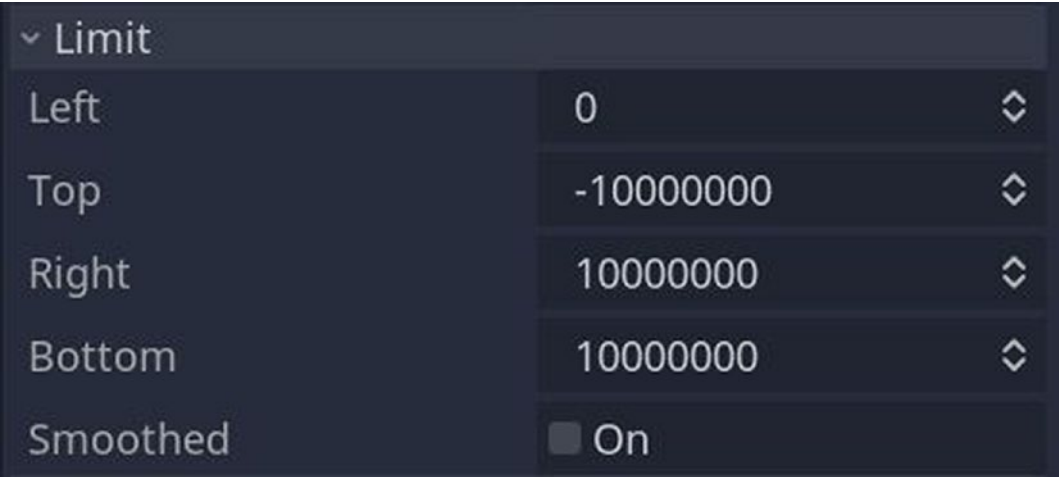 Limit
Left 0
Top -10000000
Right 10000000
Bottom 10000000
Smoothed On